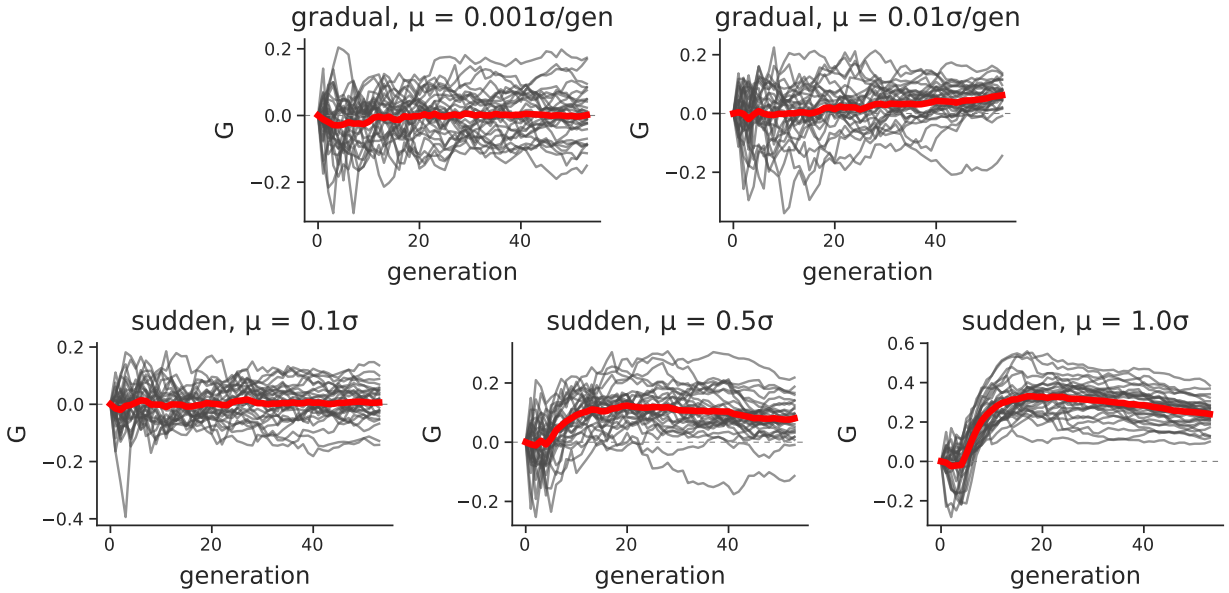 gradual, μ = 0.001σ/gen
gradual, μ = 0.01σ/gen
0.2
0.0
−0.2
G
0
20
40
generation
0.2
0.0
−0.2
G
0
20
40
generation
sudden, μ = 0.1σ
sudden, μ = 0.5σ
sudden, μ = 1.0σ
0.2
0.0
−0.2
−0.4
G
0
20
40
generation
0.2
0.0
−0.2
G
0
20
40
generation
0.6
0.4
0.2
0.0
−0.2
G
0
20
40
generation